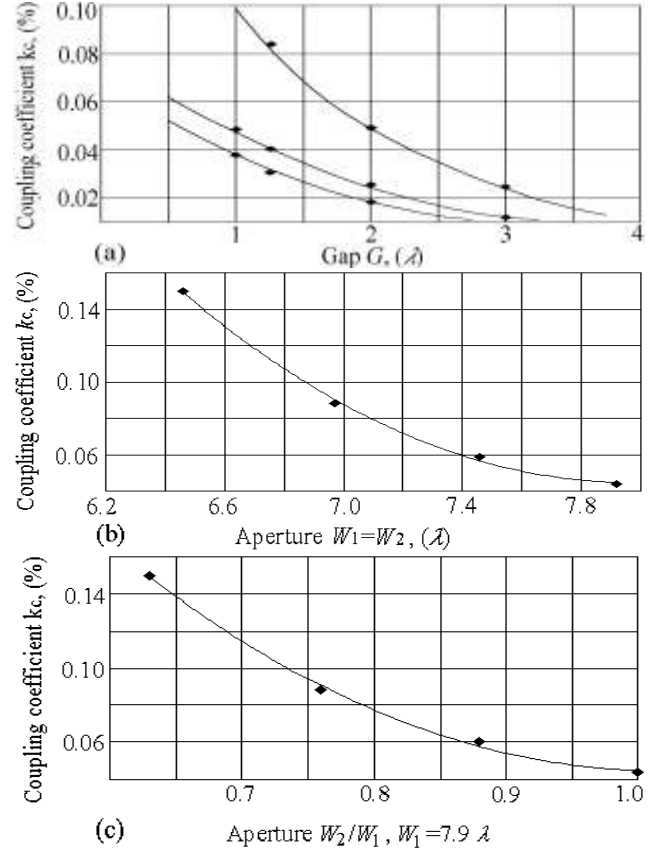 Coupling coefficient kc, (%)
0.10
0.08
0.06
0.04
0.02
1
2
3
4
(a)
Gap G, (λ)
Coupling coefficient kc, (%)
0.14
0.10
0.06
6.2
6.6
7.0
7.4
7.8
(b)
Aperture W1=W2 , (λ)
Coupling coefficient kc, (%)
0.14
0.10
0.06
0.7
0.8
0.9
1.0
(c)
Aperture W2/W1 , W1=7.9 λ